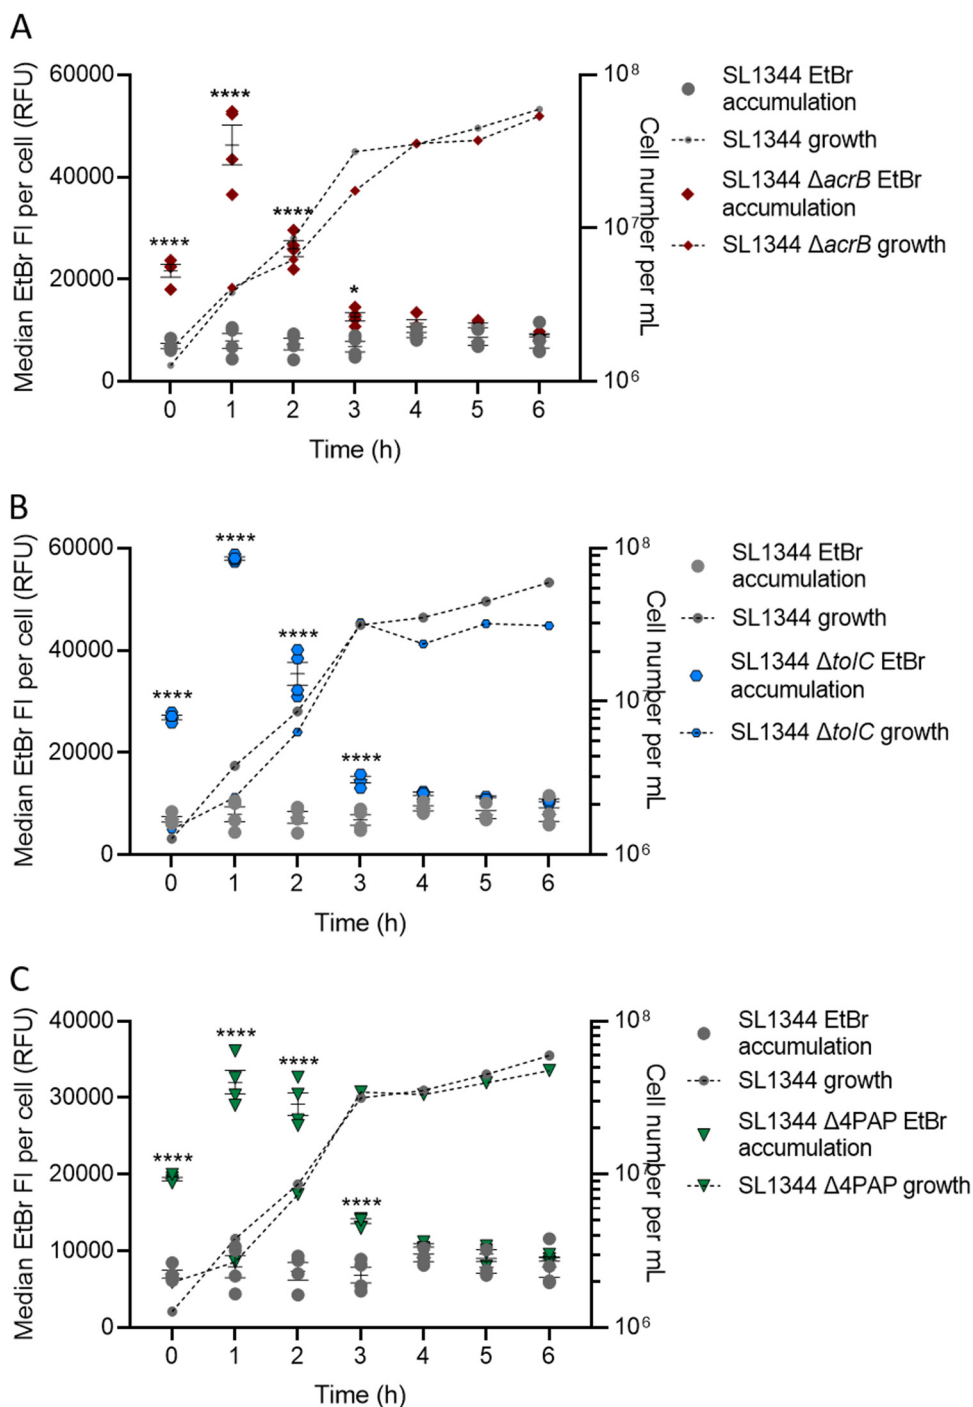 A
Median EtBr FI per cell (RFU)
60000
40000
20000
0
****
****
****
*
0 1 2 3 4 5 6
Time (h)
10⁸
10⁷
10⁶
Cell number per mL
SL1344 EtBr
accumulation
SL1344 growth
SL1344 ΔacrB EtBr
accumulation
SL1344 ΔacrB growth
B
Median EtBr FI per cell (RFU)
60000
40000
20000
0
****
****
****
****
0 1 2 3 4 5 6
Time (h)
10⁸
10⁷
10⁶
Cell number per mL
SL1344 EtBr
accumulation
SL1344 growth
SL1344 ΔtolC EtBr
accumulation
SL1344 ΔtolC growth
C
Median EtBr FI per cell (RFU)
40000
30000
20000
10000
0
****
****
****
****
0 1 2 3 4 5 6
Time (h)
10⁸
10⁷
10⁶
Cell number per mL
SL1344 EtBr
accumulation
SL1344 growth
SL1344 Δ4PAP EtBr
accumulation
SL1344 Δ4PAP growth